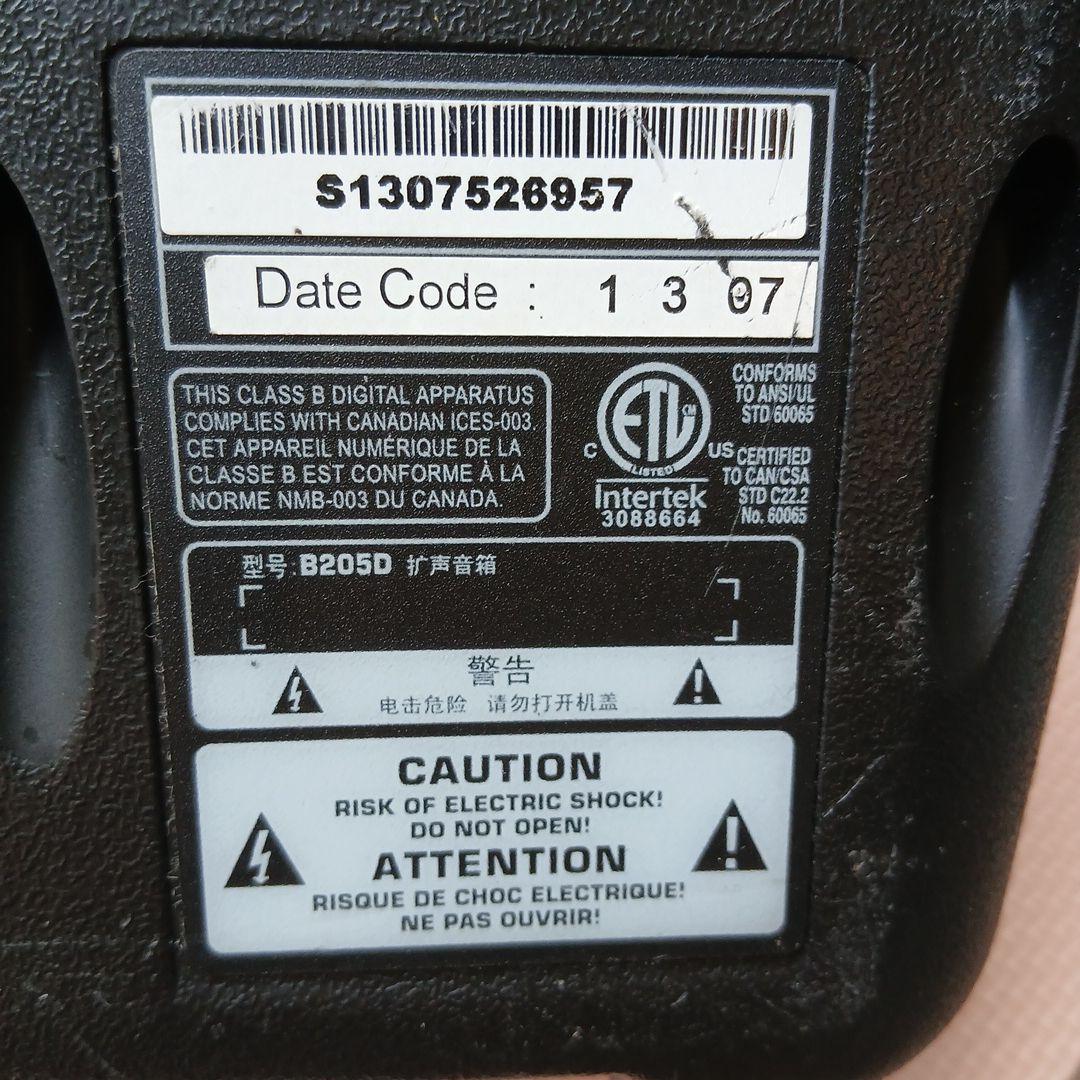 S1307526957
Date Code : 1 3 07
THIS CLASS B DIGITAL APPARATUS
COMPLIES WITH CANADIAN ICES-003.
CET APPAREIL NUMÉRIQUE DE LA
CLASSE B EST CONFORME À LA
NORME NMB-003 DU CANADA.
ETL CM
C US
LISTED
Intertek
3088664
CONFORMS
TO ANSI/UL
STD 60065
CERTIFIED
TO CAN/CSA
STD C22.2
No. 60065
型号: B205D 扩声音箱
警告
电击危险 请勿打开机盖
CAUTION
RISK OF ELECTRIC SHOCK!
DO NOT OPEN!
ATTENTION
RISQUE DE CHOC ELECTRIQUE!
NE PAS OUVRIR!